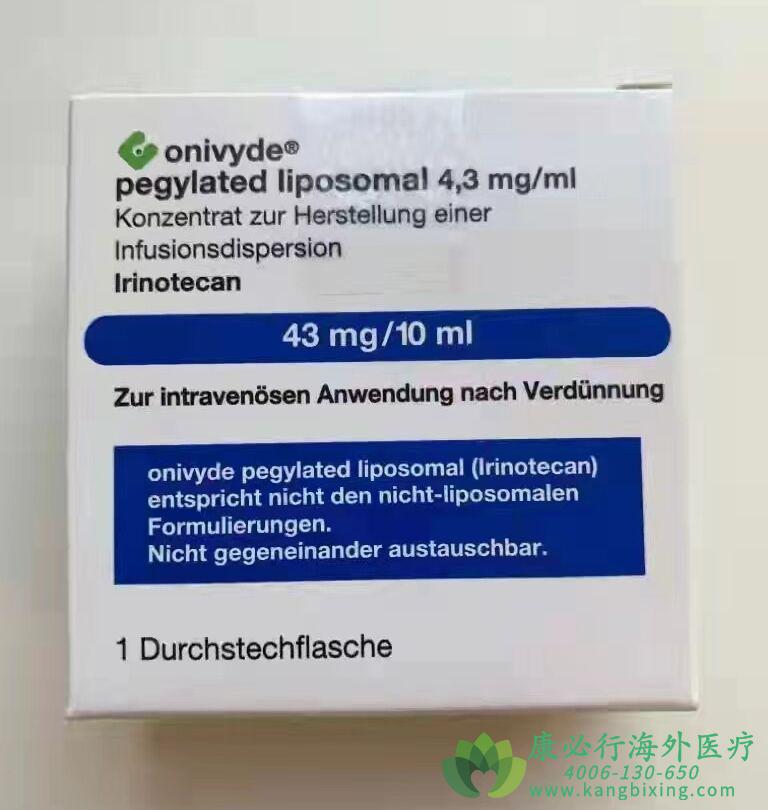 onivyde®
pegylated liposomal 4,3 mg/ml
Konzentrat zur Herstellung einer
Infusionsdispersion
Irinotecan
43 mg/10 ml
Zur intravenösen Anwendung nach Verdünnung
onivyde pegylated liposomal (Irinotecan)
entspricht nicht den nicht-liposomalen
Formulierungen.
Nicht gegeneinander austauschbar.
1 Durchstechflasche
康必行海外医疗
4006-130-650
www.kangbixing.com